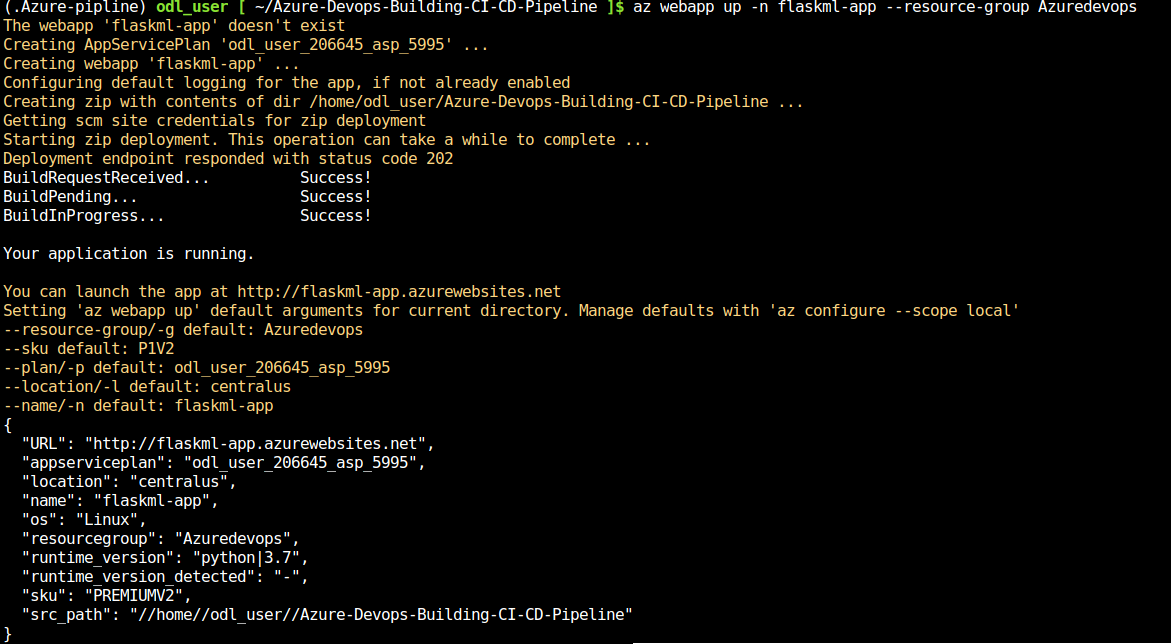 (.Azure-pipline) odl_user [ ~/Azure-Devops-Building-CI-CD-Pipeline ]$ az webapp up -n flaskml-app --resource-group Azuredevops
The webapp 'flaskml-app' doesn't exist
Creating AppServicePlan 'odl_user_206645_asp_5995' ...
Creating webapp 'flaskml-app' ...
Configuring default logging for the app, if not already enabled
Creating zip with contents of dir /home/odl_user/Azure-Devops-Building-CI-CD-Pipeline ...
Getting scm site credentials for zip deployment
Starting zip deployment. This operation can take a while to complete ...
Deployment endpoint responded with status code 202
BuildRequestReceived...          Success!
BuildPending...                  Success!
BuildInProgress...               Success!
Your application is running.
You can launch the app at http://flaskml-app.azurewebsites.net
Setting 'az webapp up' default arguments for current directory. Manage defaults with 'az configure --scope local'
--resource-group/-g default: Azuredevops
--sku default: P1V2
--plan/-p default: odl_user_206645_asp_5995
--location/-l default: centralus
--name/-n default: flaskml-app
{
  "URL": "http://flaskml-app.azurewebsites.net",
  "appserviceplan": "odl_user_206645_asp_5995",
  "location": "centralus",
  "name": "flaskml-app",
  "os": "Linux",
  "resourcegroup": "Azuredevops",
  "runtime_version": "python|3.7",
  "runtime_version_detected": "-",
  "sku": "PREMIUMV2",
  "src_path": "//home//odl_user//Azure-Devops-Building-CI-CD-Pipeline"
}